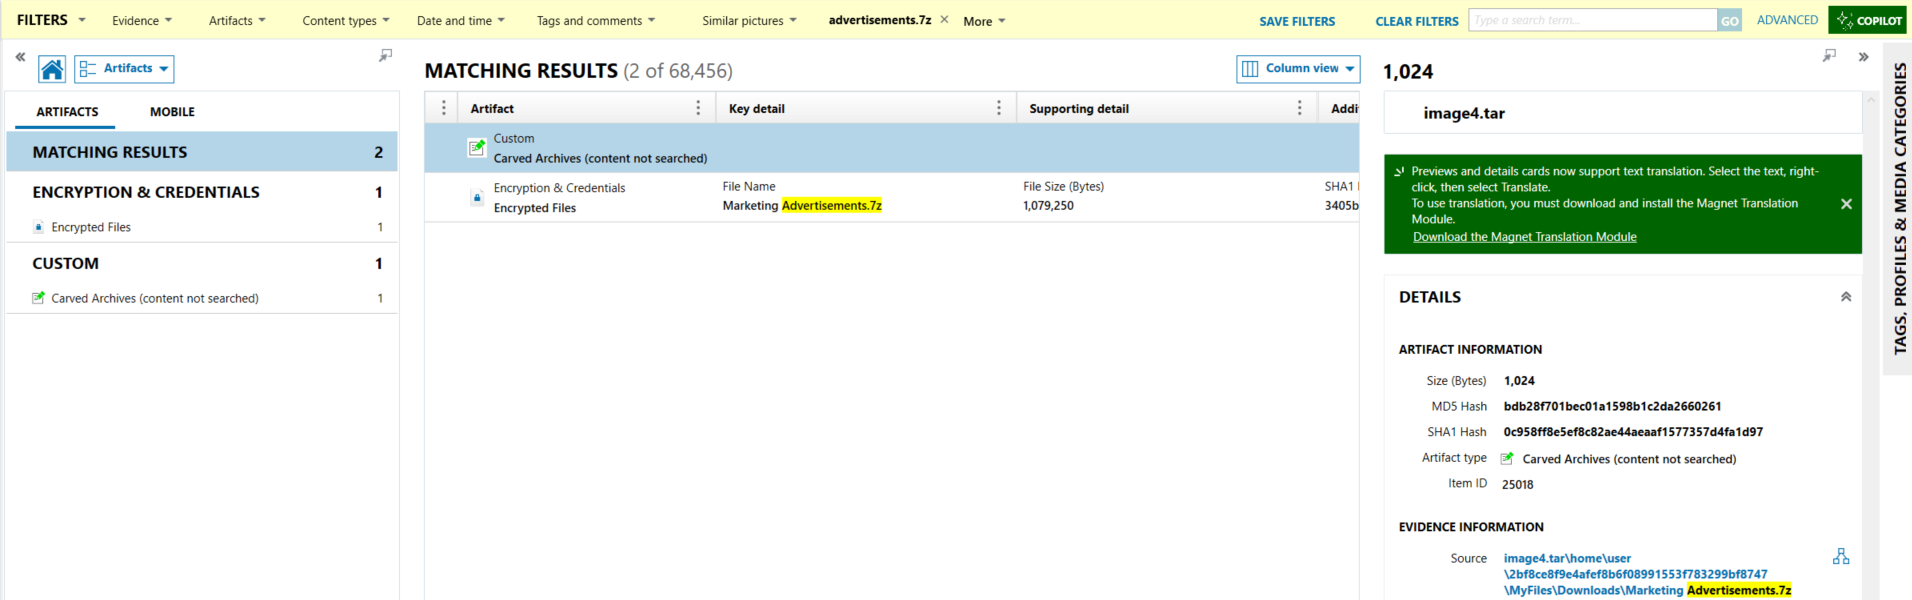 FILTERS Evidence Artifacts Content types Date and time Tags and comments Similar pictures advertisements.7z × More SAVE FILTERS CLEAR FILTERS Type a search term... GO ADVANCED COPILOT
Artifacts
ARTIFACTS MOBILE
MATCHING RESULTS 2
ENCRYPTION & CREDENTIALS 1
Encrypted Files 1
CUSTOM 1
Carved Archives (content not searched) 1
MATCHING RESULTS (2 of 68,456)
Column view
Artifact Key detail Supporting detail Addi
Custom
Carved Archives (content not searched)
Encryption & Credentials File Name File Size (Bytes) SHA1
Encrypted Files Marketing Advertisements.7z 1,079,250 3405b
1,024
image4.tar
Previews and details cards now support text translation. Select the text, right-
click, then select Translate.
To use translation, you must download and install the Magnet Translation
Module.
Download the Magnet Translation Module
DETAILS
ARTIFACT INFORMATION
Size (Bytes) 1,024
MD5 Hash bdb28f701bec01a1598b1c2da2660261
SHA1 Hash 0c958ff8e5ef8c82ae44aeaaf1577357d4fa1d97
Artifact type Carved Archives (content not searched)
Item ID 25018
EVIDENCE INFORMATION
Source image4.tar\home\user
\2bf8ce8f9e4afef8b6f08991553f783299bf8747
\MyFiles\Downloads\Marketing Advertisements.7z
TAGS, PROFILES & MEDIA CATEGORIES